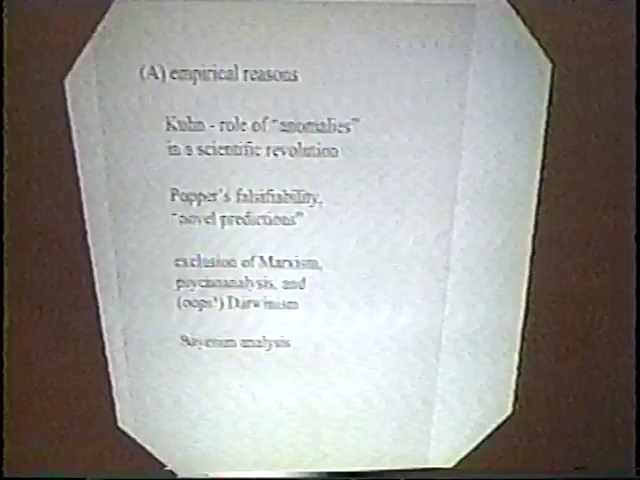 (A) empirical reasons
Kuhn - role of "anomalies"
in a scientific revolution
Popper's falsifiability,
"novel predictions"
exclusion of Marxism,
psychoanalysis, and
(oops!) Darwinism
Bayesian analysis